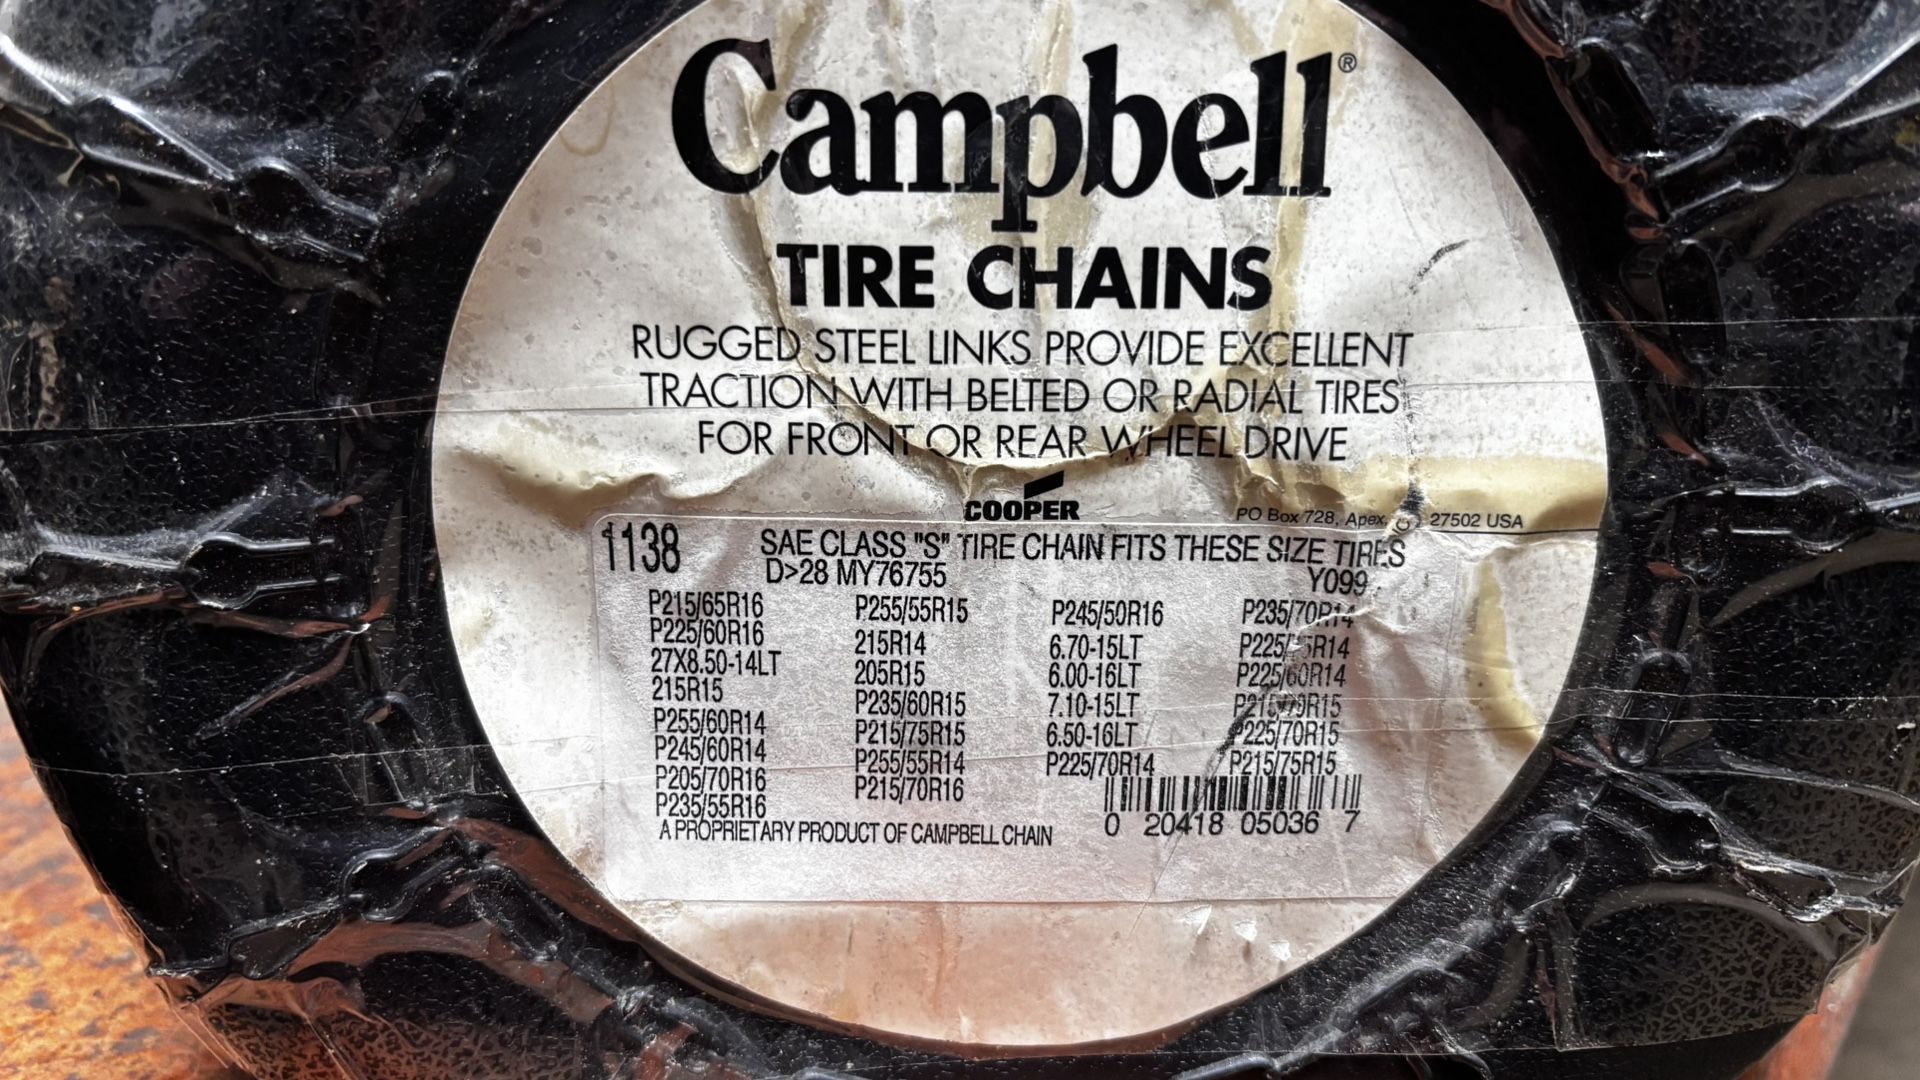 Campbell®
TIRE CHAINS
RUGGED STEEL LINKS PROVIDE EXCELLENT
TRACTION WITH BELTED OR RADIAL TIRES
FOR FRONT OR REAR WHEEL DRIVE
COOPER
PO Box 728, Apex, 27502 USA
1138
SAE CLASS "S" TIRE CHAIN FITS THESE SIZE TIRES
D>28 MY76755 Y099
P215/65R16
P225/60R16
27X8.50-14LT
215R15
P255/60R14
P245/60R14
P205/70R16
P235/55R16
P255/55R15
215R14
205R15
P235/60R15
P215/75R15
P255/55R14
P215/70R16
P245/50R16
6.70-15LT
6.00-16LT
7.10-15LT
6.50-16LT
P225/70R14
P235/70R14
P225/60R14
P225/70R15
P215/75R15
A PROPRIETARY PRODUCT OF CAMPBELL CHAIN
0 20418 05036 7